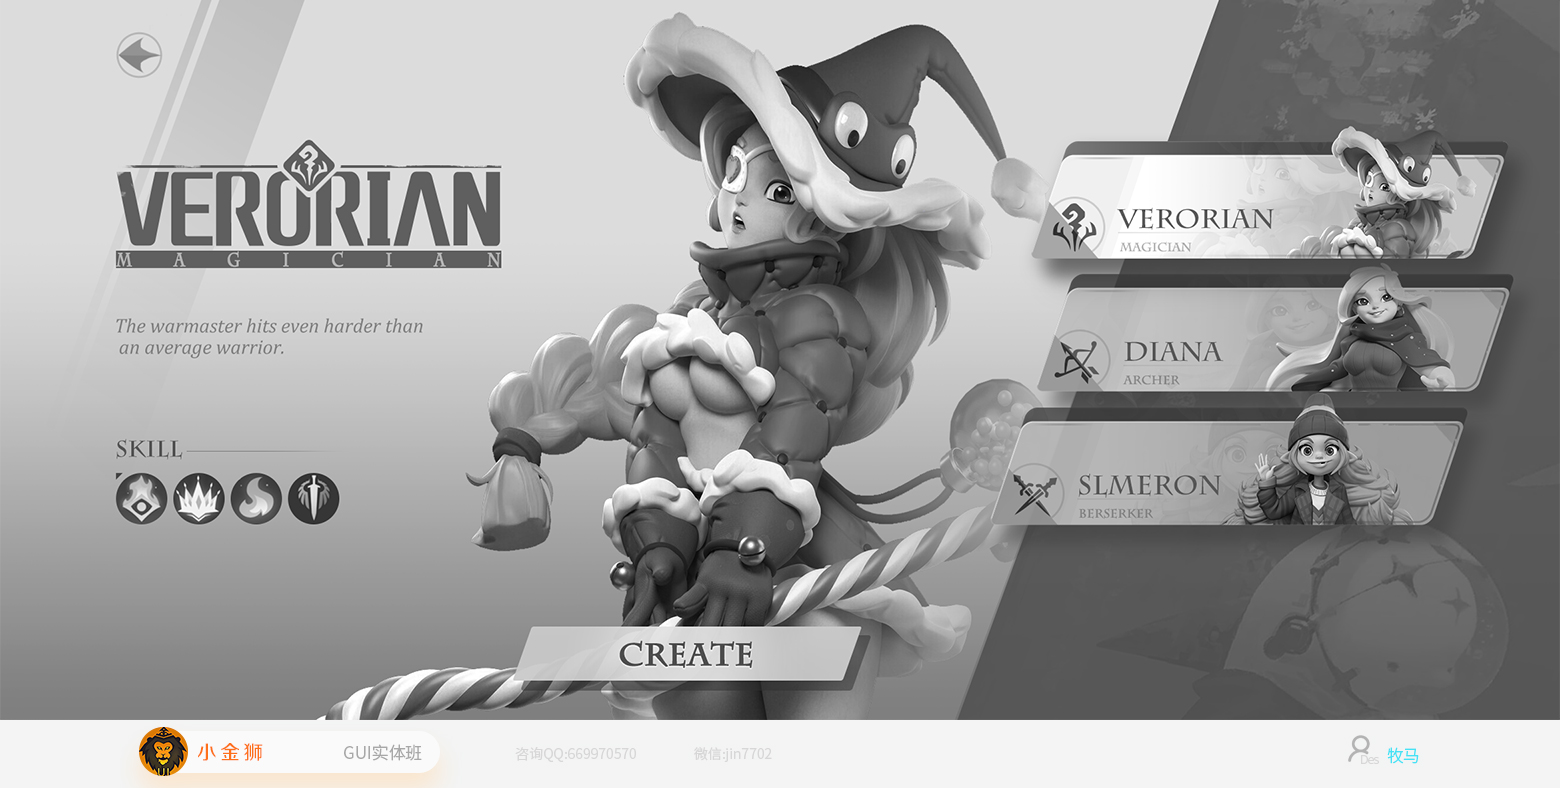 VERORIAN
MAGICIAN
The warmaster hits even harder than
an average warrior.
SKILL
VERORIAN
MAGICIAN
DIANA
ARCHER
SLMERON
BERSERKER
CREATE
小金狮
GUI实体班
咨询QQ:669970570
微信:jin7702
Des 牧马
UI